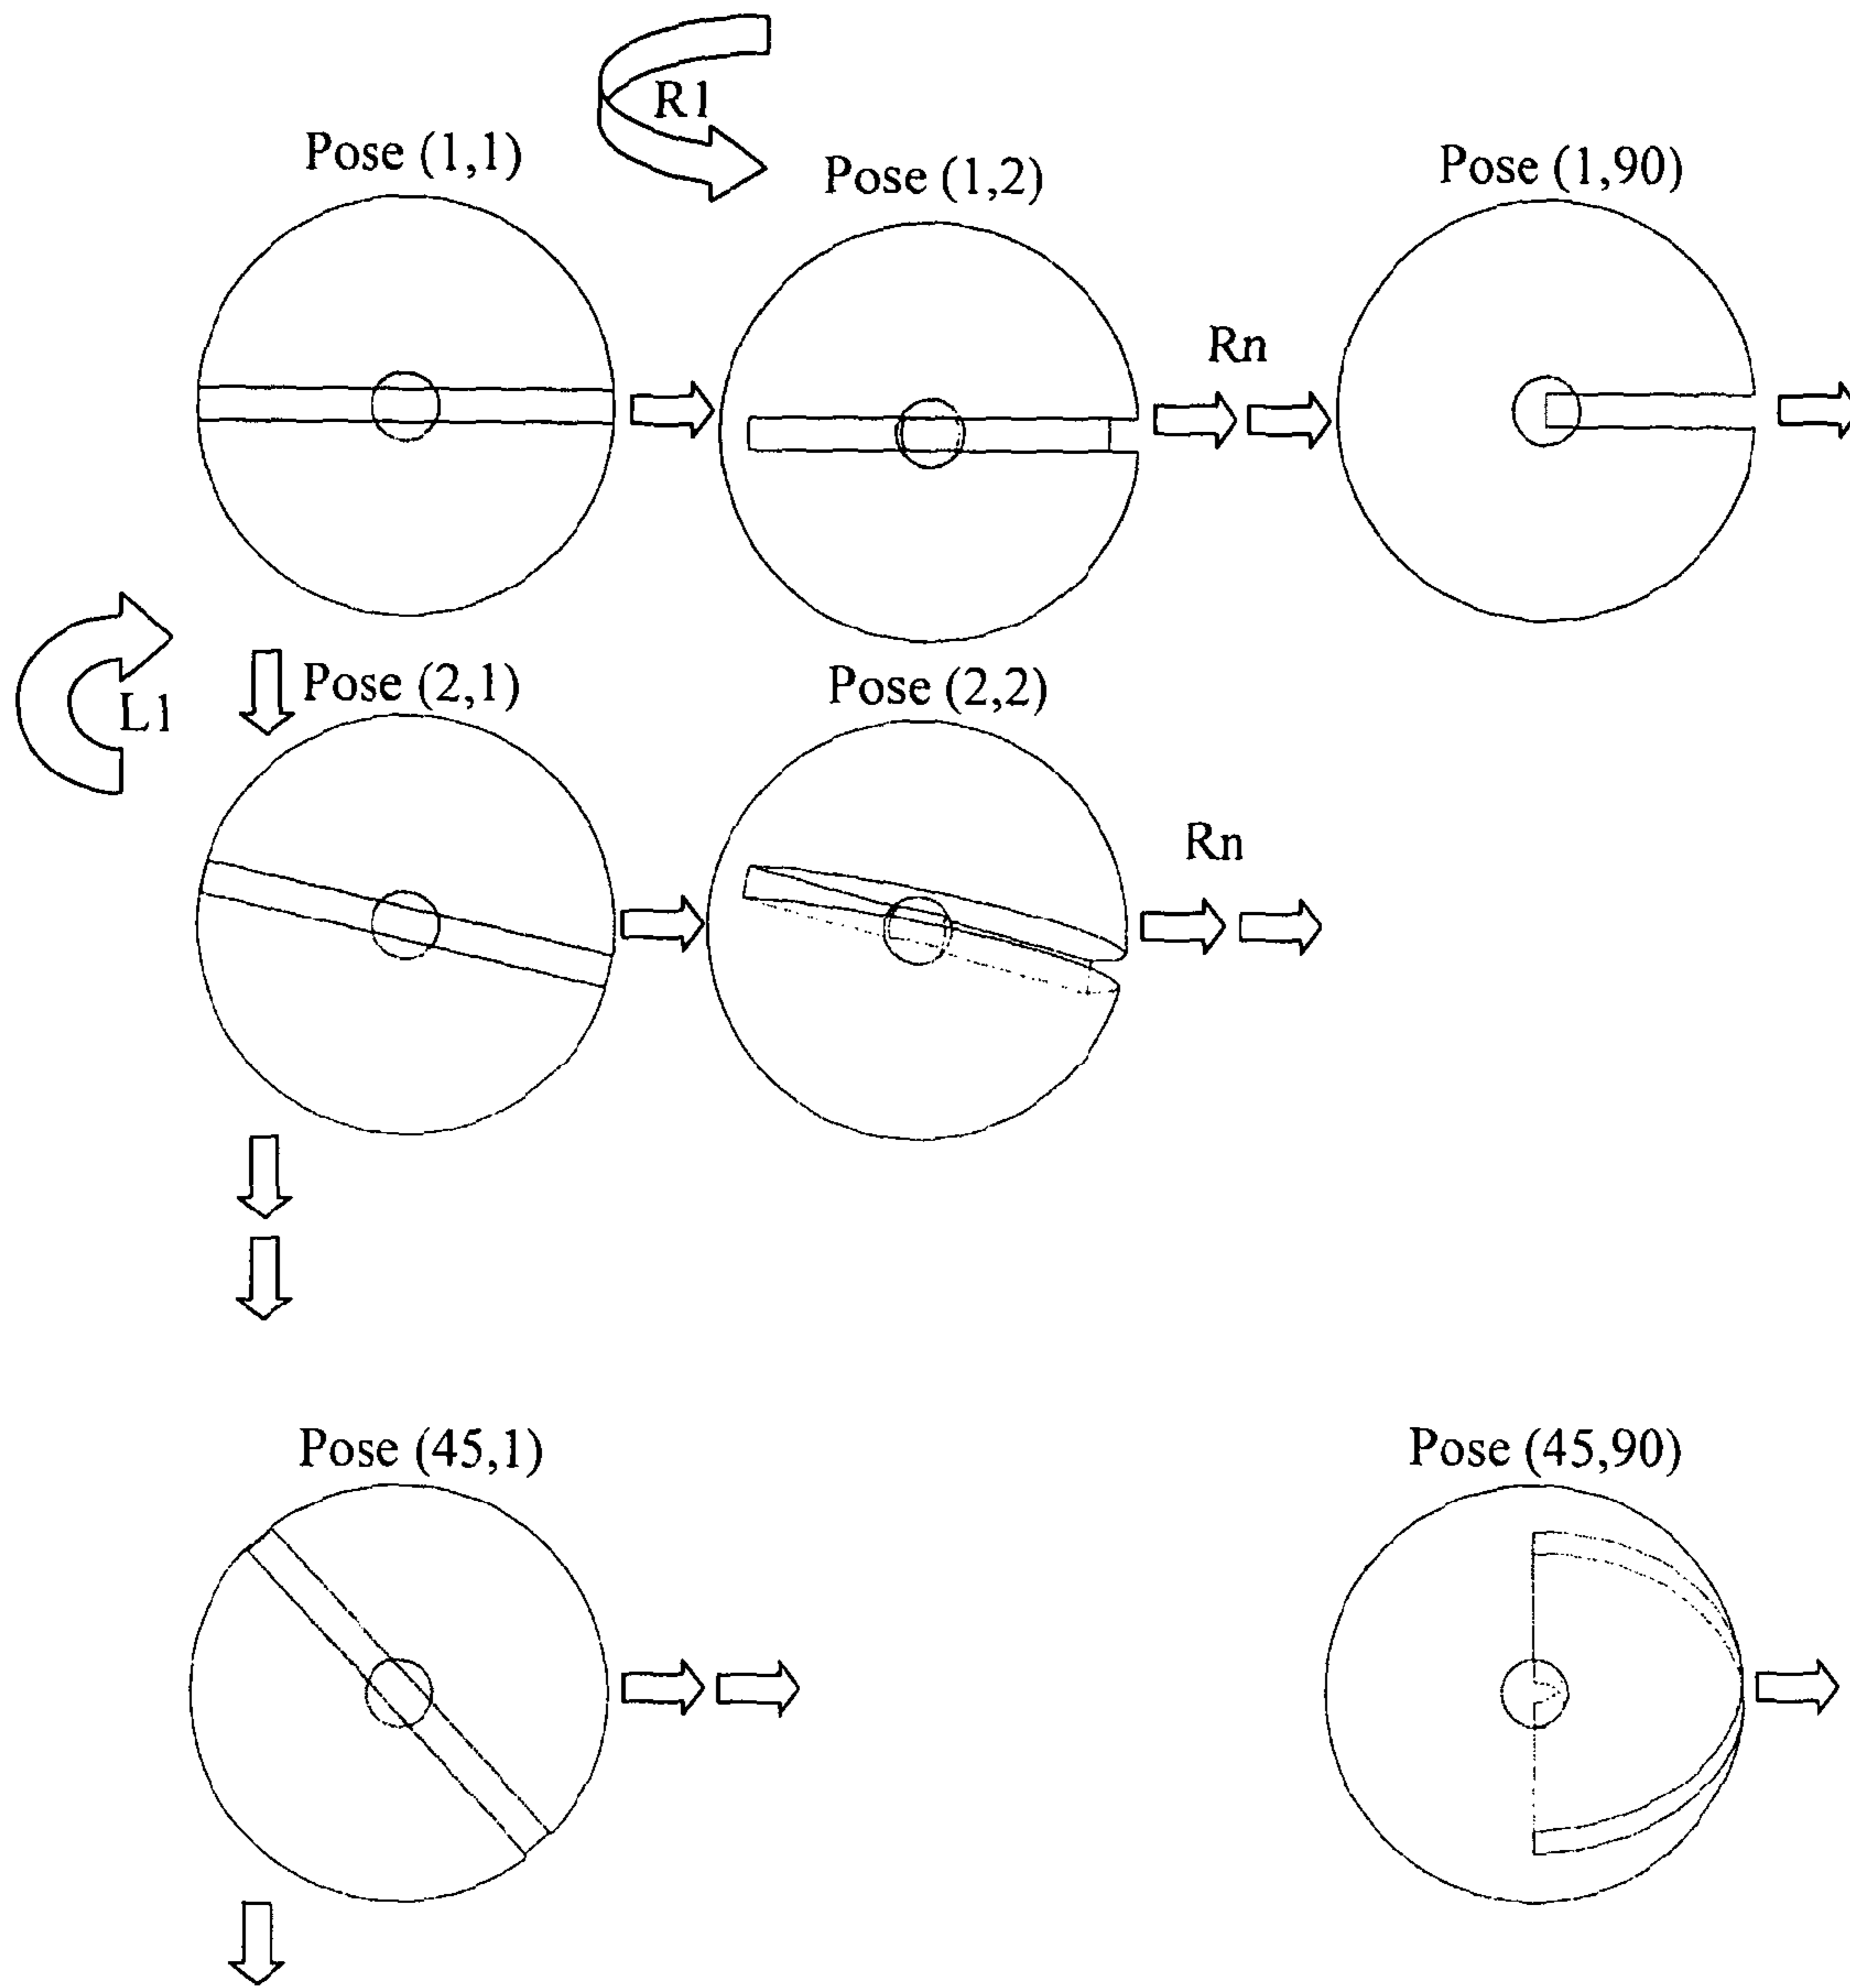 R1
Pose (1,1)
Pose (1,2)
Pose (1,90)
Rn
L1
Pose (2,1)
Pose (2,2)
Rn
Pose (45,1)
Pose (45,90)